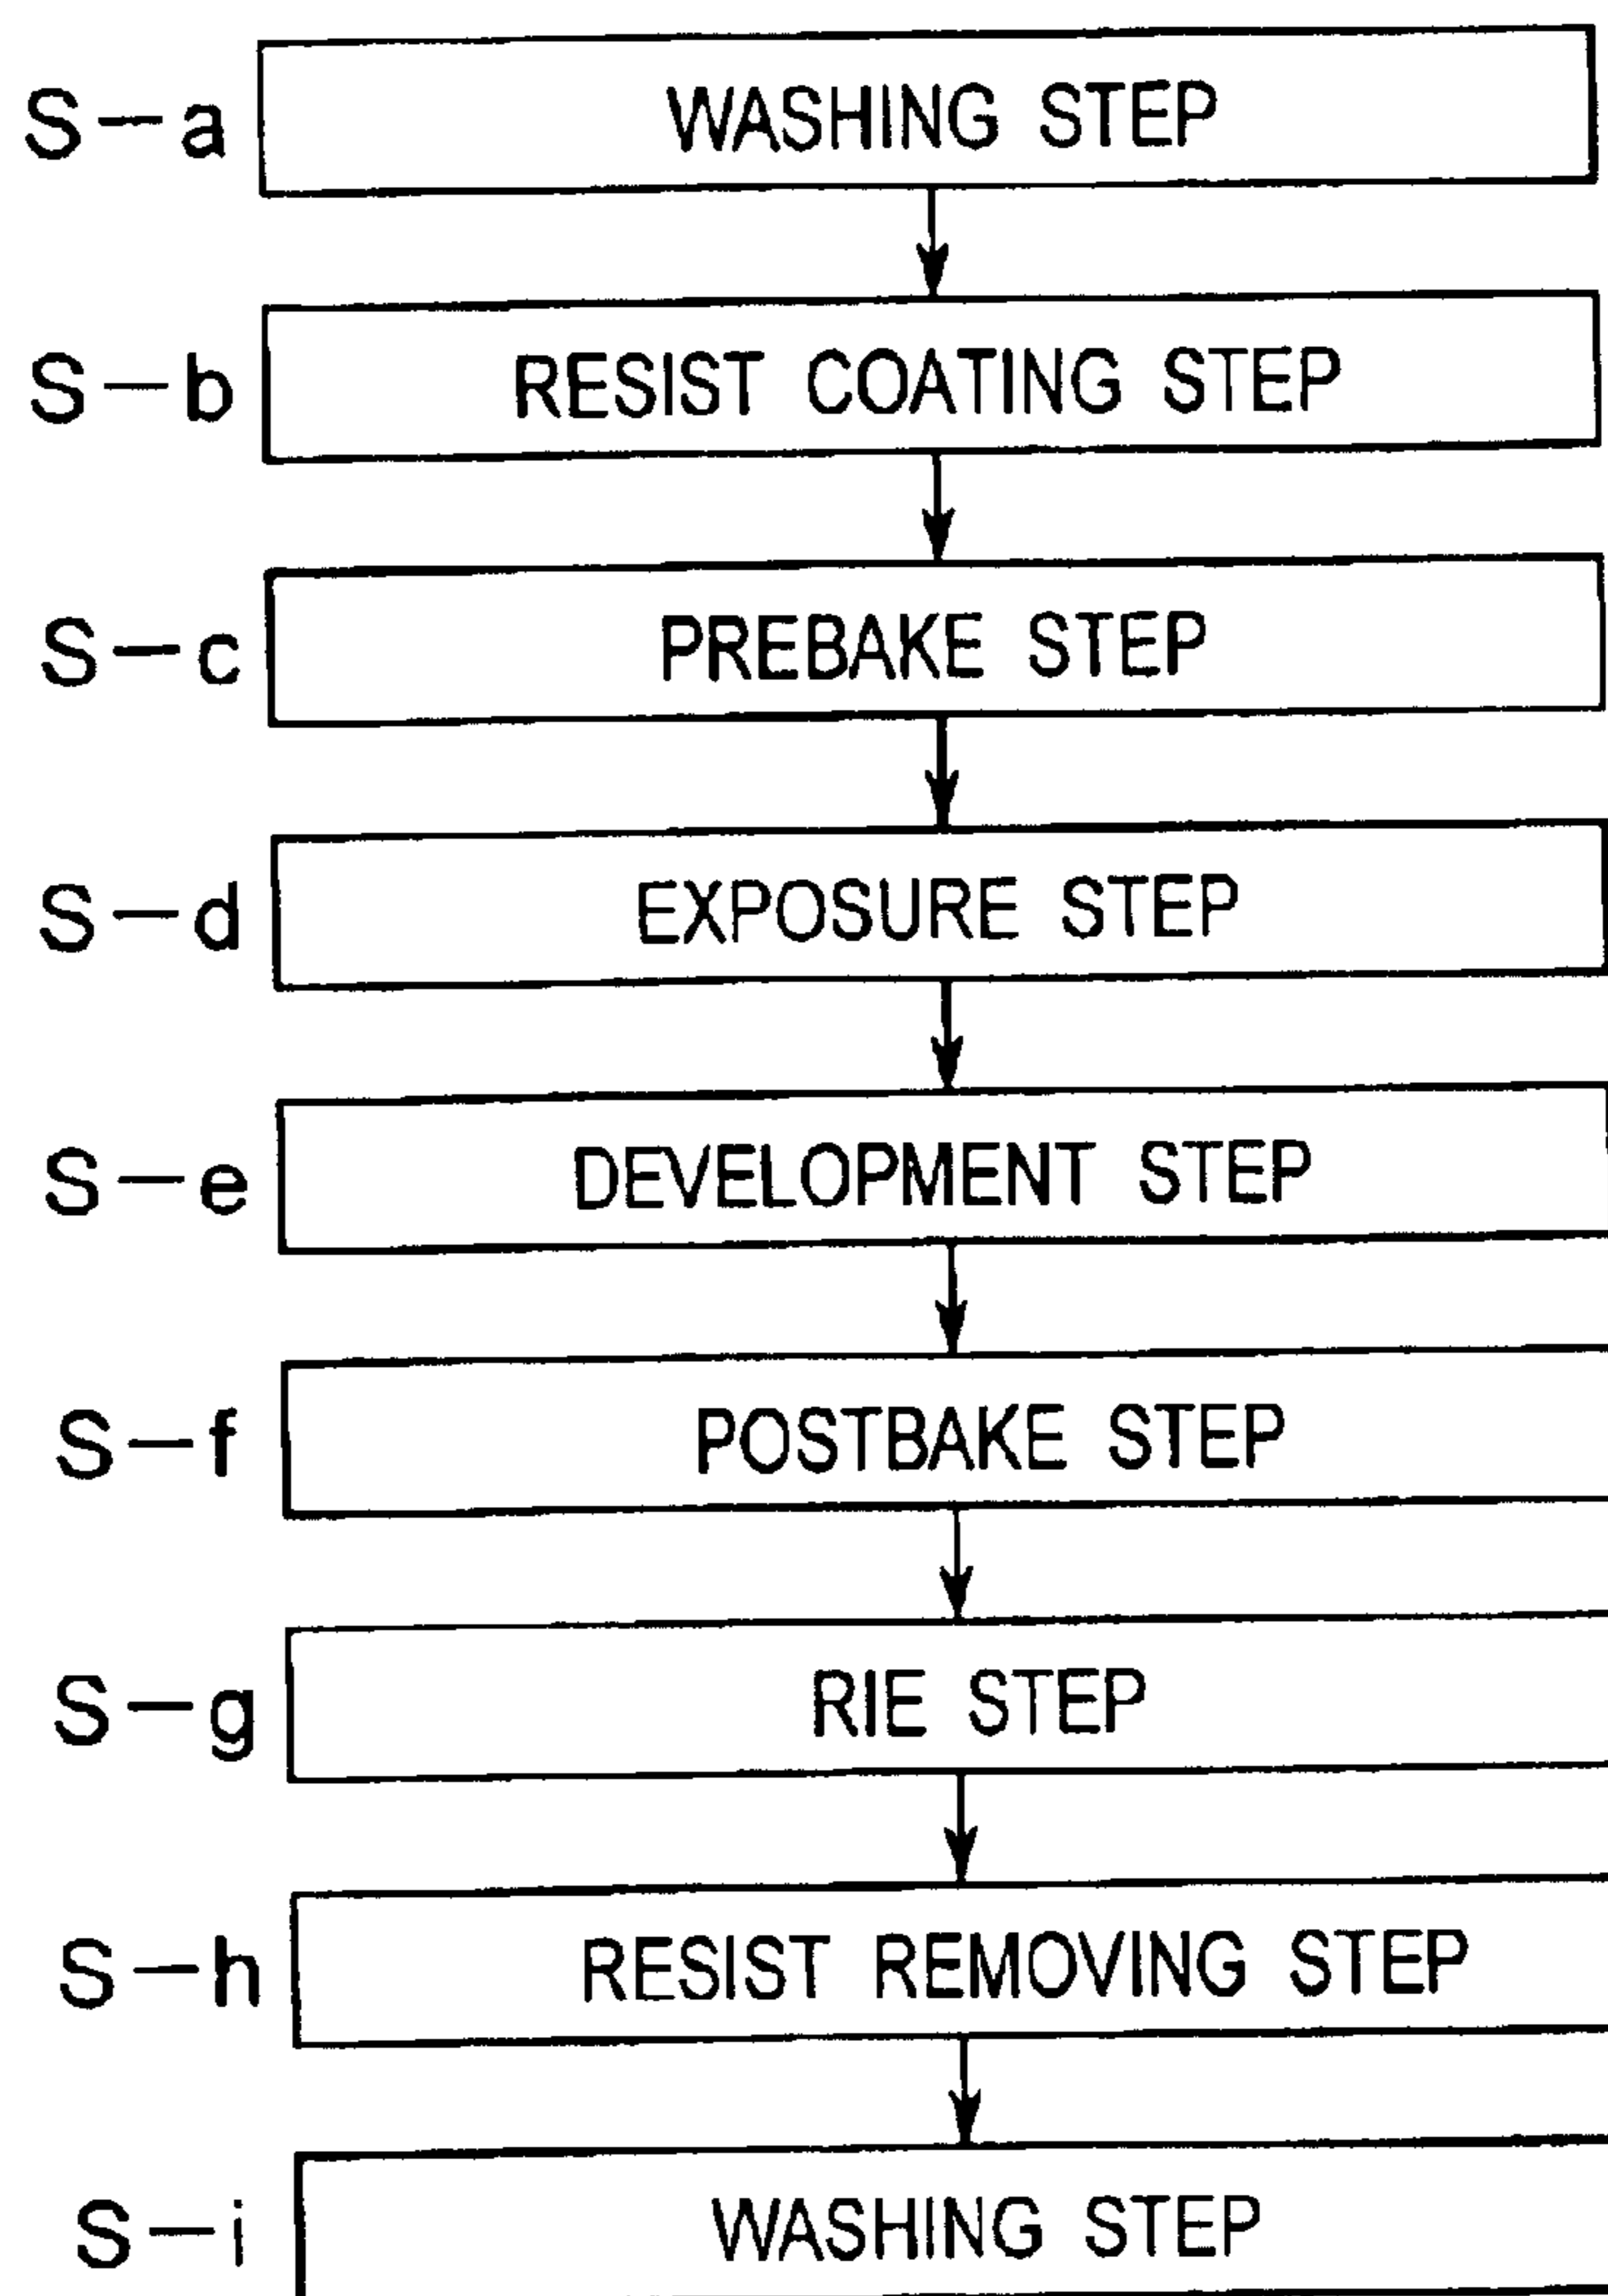 S-a WASHING STEP
S-b RESIST COATING STEP
S-c PREBAKE STEP
S-d EXPOSURE STEP
S-e DEVELOPMENT STEP
S-f POSTBAKE STEP
S-g RIE STEP
S-h RESIST REMOVING STEP
S-i WASHING STEP